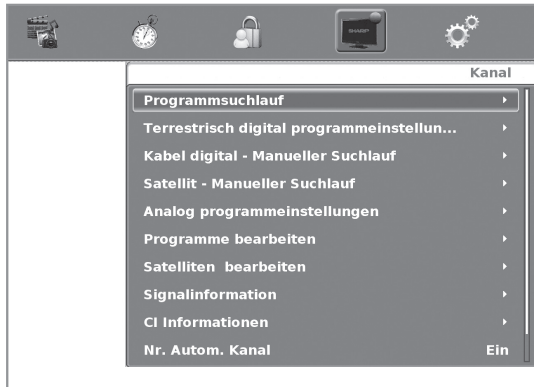 SHARP
Kanal
Programmsuchlauf
Terrestrisch digital programmeinstellun...
Kabel digital - Manueller Suchlauf
Satellit - Manueller Suchlauf
Analog programmeinstellungen
Programme bearbeiten
Satelliten  bearbeiten
Signalinformation
CI Informationen
Nr. Autom. Kanal Ein